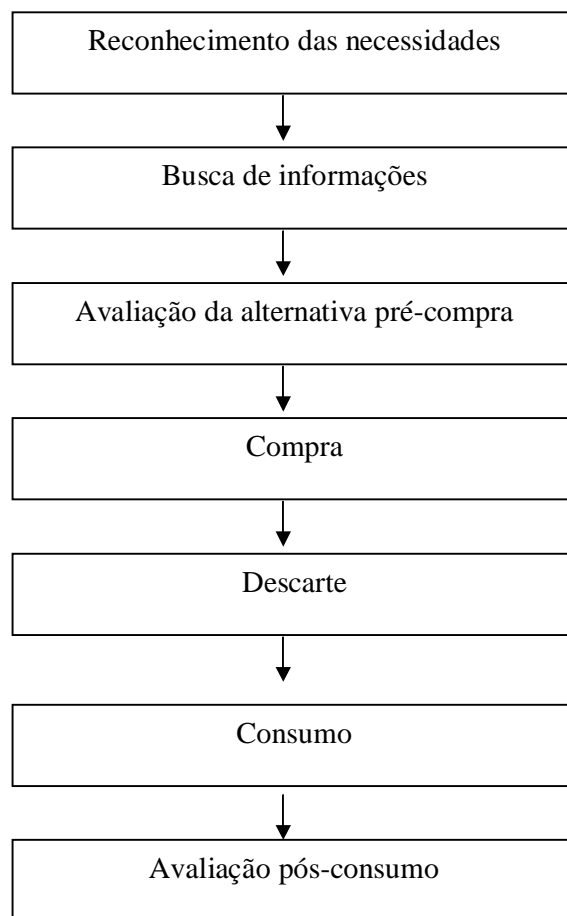 Reconhecimento das necessidades
Busca de informações
Avaliação da alternativa pré-compra
Compra
Descarte
Consumo
Avaliação pós-consumo